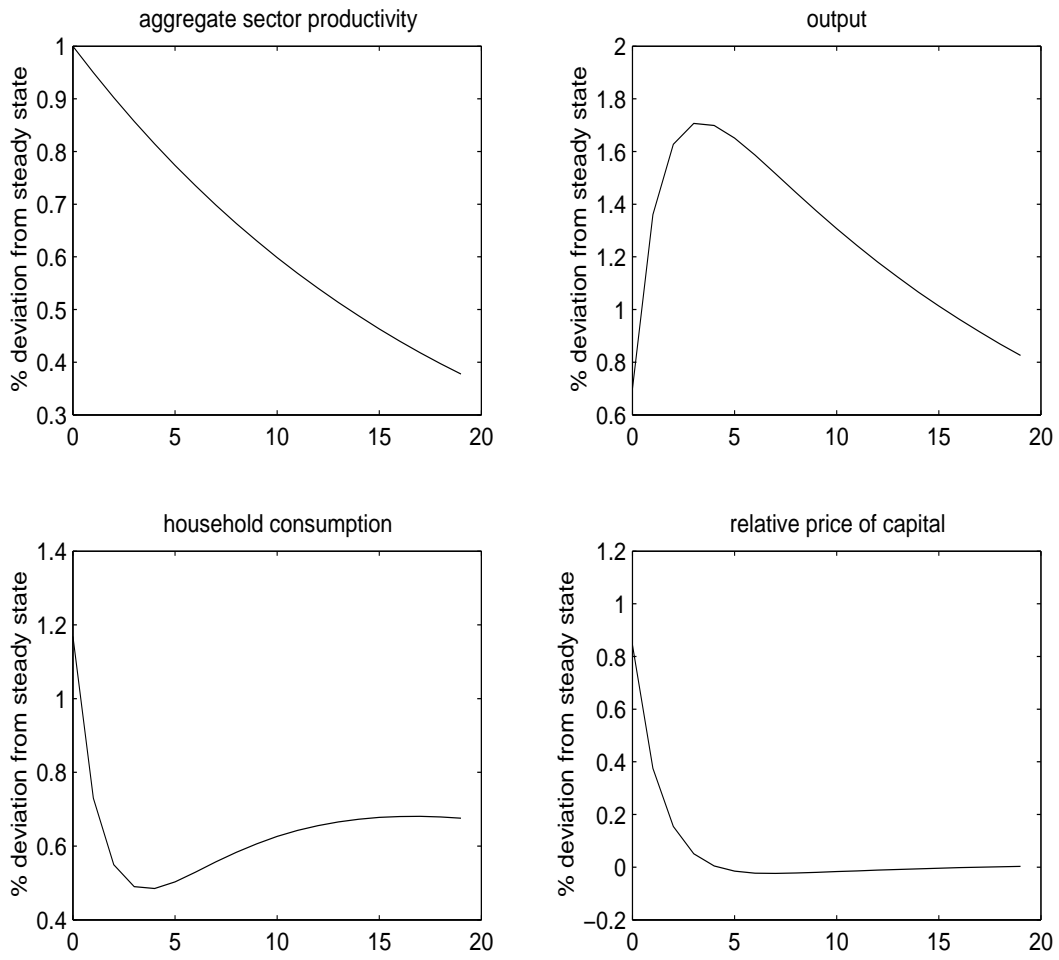 aggregate sector productivity
% deviation from steady state
1
0.9
0.8
0.7
0.6
0.5
0.4
0.3
0 5 10 15 20
output
% deviation from steady state
2
1.8
1.6
1.4
1.2
1
0.8
0.6
0 5 10 15 20
household consumption
% deviation from steady state
1.4
1.2
1
0.8
0.6
0.4
0 5 10 15 20
relative price of capital
% deviation from steady state
1.2
1
0.8
0.6
0.4
0.2
0
−0.2
0 5 10 15 20